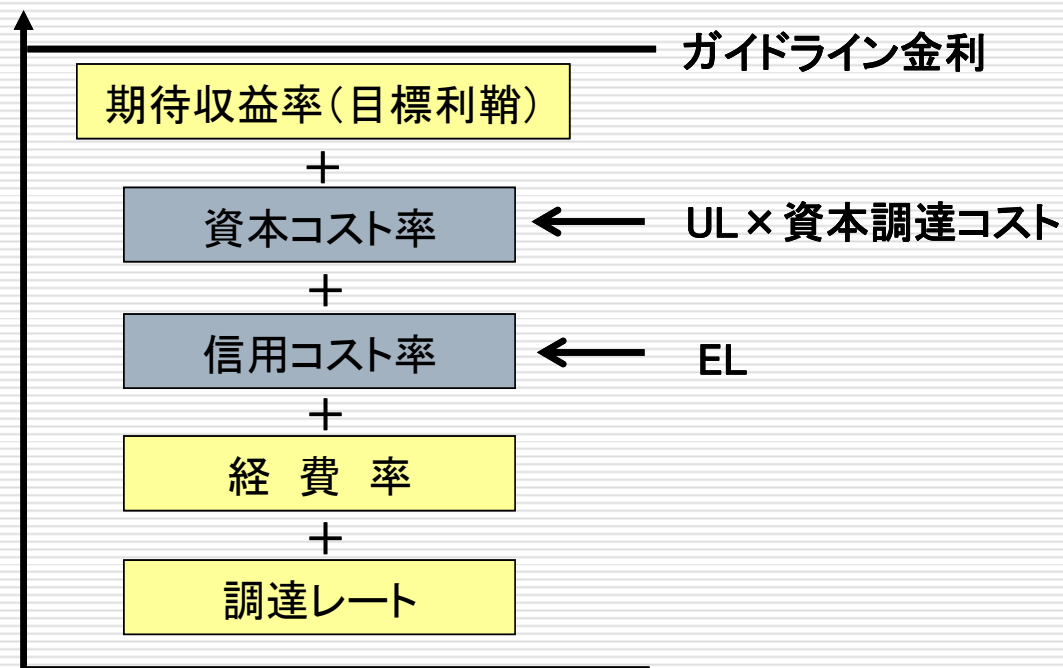 ガイドライン金利
期待収益率(目標利鞘)
+
資本コスト率
UL×資本調達コスト
+
信用コスト率
EL
+
経 費 率
+
調達レート